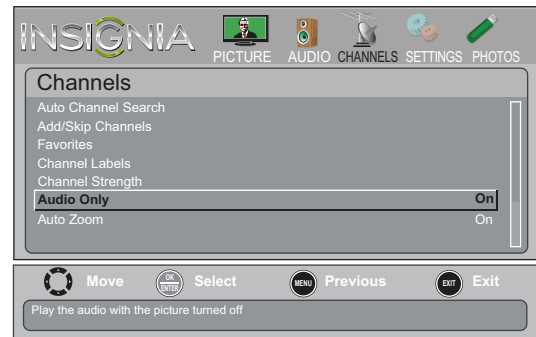 INSIGNIA
PICTURE AUDIO CHANNELS SETTINGS PHOTOS
Channels
Auto Channel Search
Add/Skip Channels
Favorites
Channel Labels
Channel Strength
Audio Only On
Auto Zoom On
Move OK ENTER Select MENU Previous EXIT Exit
Play the audio with the picture turned off